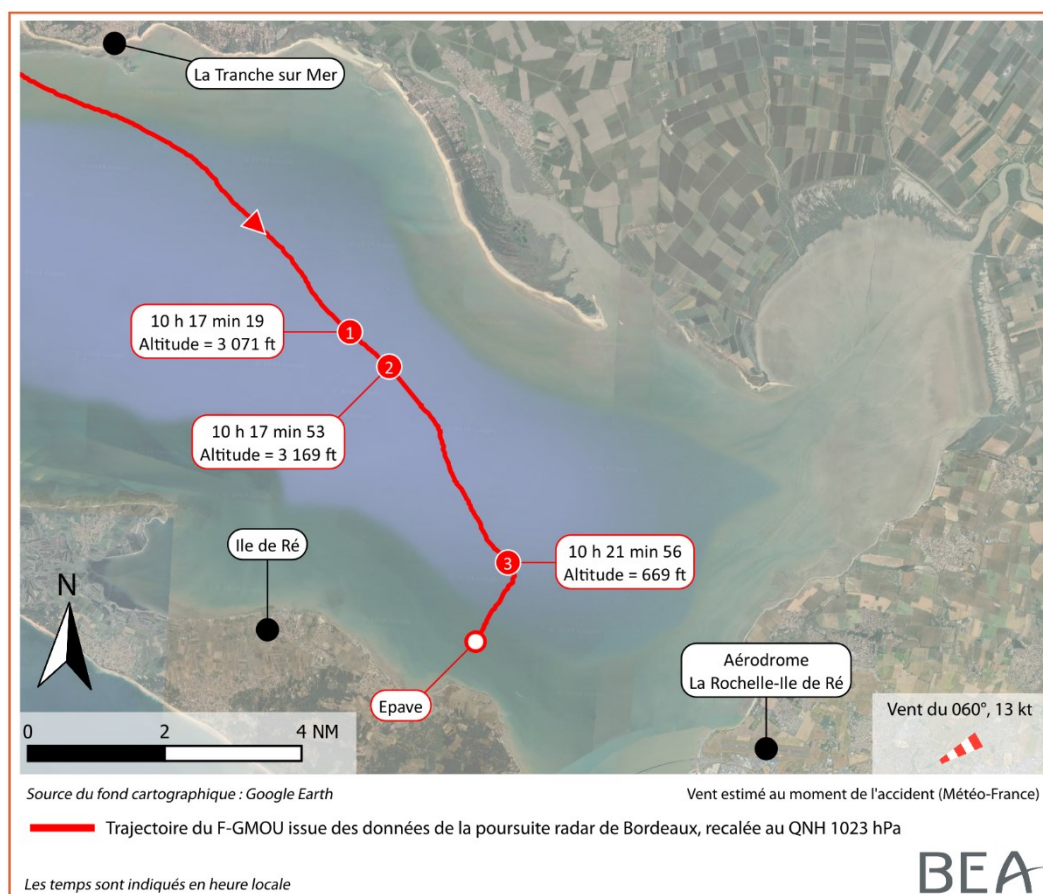 La Tranche sur Mer
10 h 17 min 19
Altitude = 3 071 ft
1
2
10 h 17 min 53
Altitude = 3 169 ft
Ile de Ré
3
10 h 21 min 56
Altitude = 669 ft
N
Epave
Aérodrome
La Rochelle-Ile de Ré
Vent du 060°, 13 kt
0 2 4 NM
Source du fond cartographique : Google Earth
Vent estimé au moment de l'accident (Météo-France)
Trajectoire du F-GMOU issue des données de la poursuite radar de Bordeaux, recalée au QNH 1023 hPa
Les temps sont indiqués en heure locale
BEA